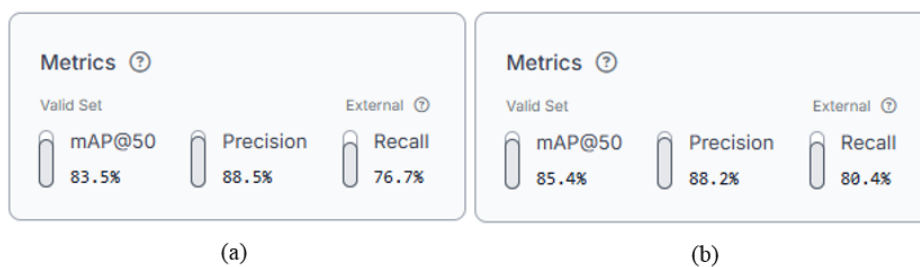 Metrics ?
Valid Set External ?
mAP@50 Precision Recall
83.5% 88.5% 76.7%
(a)
Metrics ?
Valid Set External ?
mAP@50 Precision Recall
85.4% 88.2% 80.4%
(b)